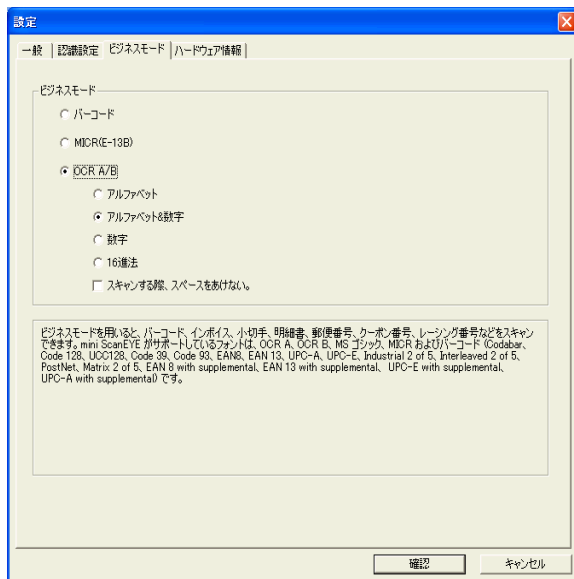 設定
一般 認識設定 ビジネスモード ハードウェア情報
ビジネスモード
バーコード
MICR(E-13B)
OCR A/B
アルファベット
アルファベット&数字
数字
16進法
スキャンする際、スペースをあけない。
ビジネスモードを用いると、バーコード、インボイス、小切手、明細書、郵便番号、クーポン番号、レーシング番号などをスキャン
できます。mini ScanEYE がサポートしているフォントは、OCR A、OCR B、MS ゴシック、MICR およびバーコード (Codabar、
Code 128、UCC128、Code 39、Code 93、EAN8、EAN 13、UPC-A、UPC-E、Industrial 2 of 5、Interleaved 2 of 5、
PostNet、Matrix 2 of 5、EAN 8 with supplemental、EAN 13 with supplemental、 UPC-E with supplemental、
UPC-A with supplemental) です。
確認 キャンセル